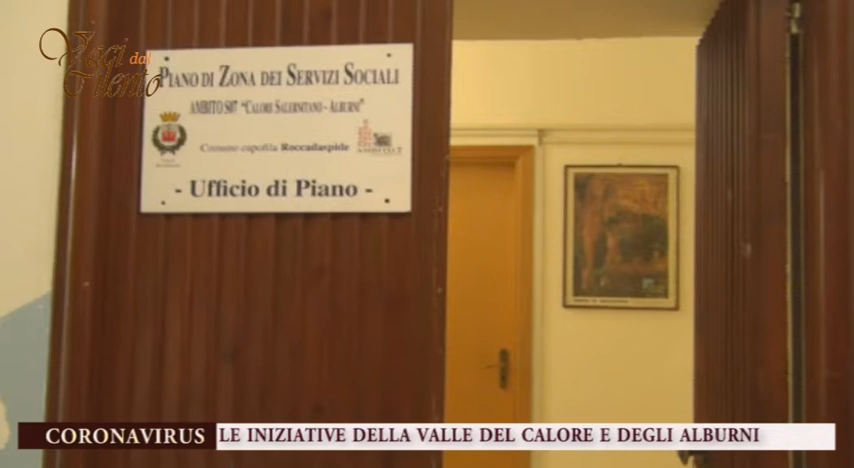 Voci dal Cilento
PIANO DI ZONA DEI SERVIZI SOCIALI
AMBITO S07 "CALORE SALERNITANO - ALBURNI"
Comune capofila Roccadaspide
- Ufficio di Piano -
CORONAVIRUS LE INIZIATIVE DELLA VALLE DEL CALORE E DEGLI ALBURNI